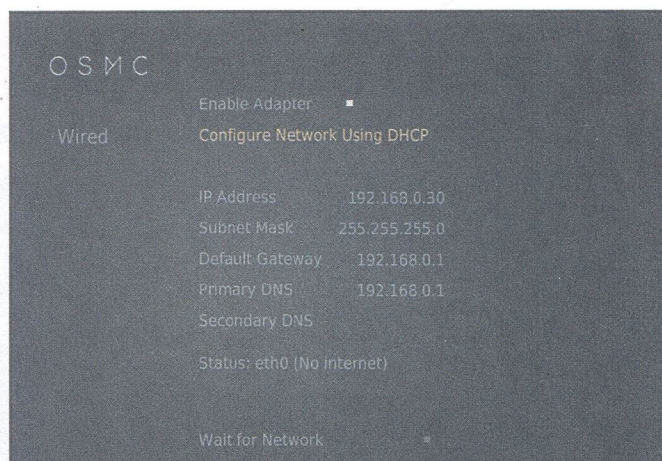 OSMC
Enable Adapter
Wired
Configure Network Using DHCP
IP Address 192.168.0.30
Subnet Mask 255.255.255.0
Default Gateway 192.168.0.1
Primary DNS 192.168.0.1
Secondary DNS
Status: eth0 (No internet)
Wait for Network